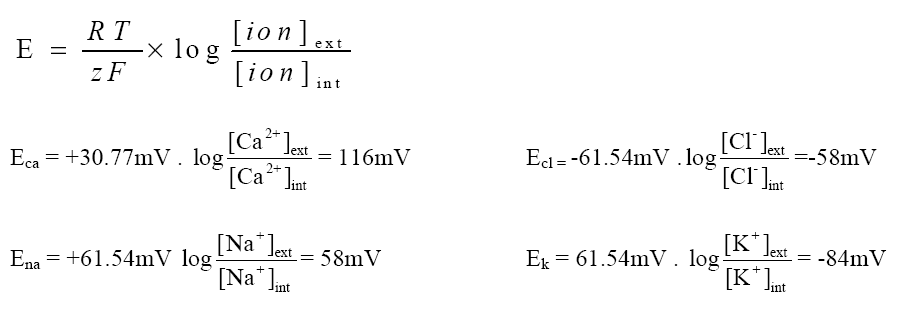 E = RT/zF × log [ion]ext/[ion]int
Eca = +30.77mV . log [Ca2+]ext/[Ca2+]int = 116mV
Ecl = -61.54mV .log [Cl-]ext/[Cl-]int =-58mV
Ena = +61.54mV log [Na+]ext/[Na+]int = 58mV
Ek = 61.54mV . log [K+]ext/[K+]int = -84mV